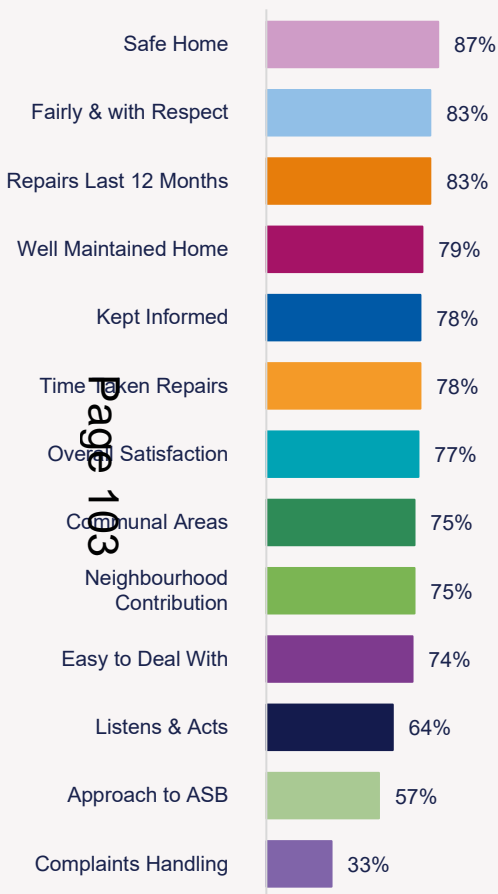 Safe Home 87%
Fairly & with Respect 83%
Repairs Last 12 Months 83%
Well Maintained Home 79%
Kept Informed 78%
Time Taken Repairs 78%
Overall Satisfaction 77%
Communal Areas 75%
Neighbourhood
Contribution 75%
Easy to Deal With 74%
Listens & Acts 64%
Approach to ASB 57%
Complaints Handling 33%
Page 103